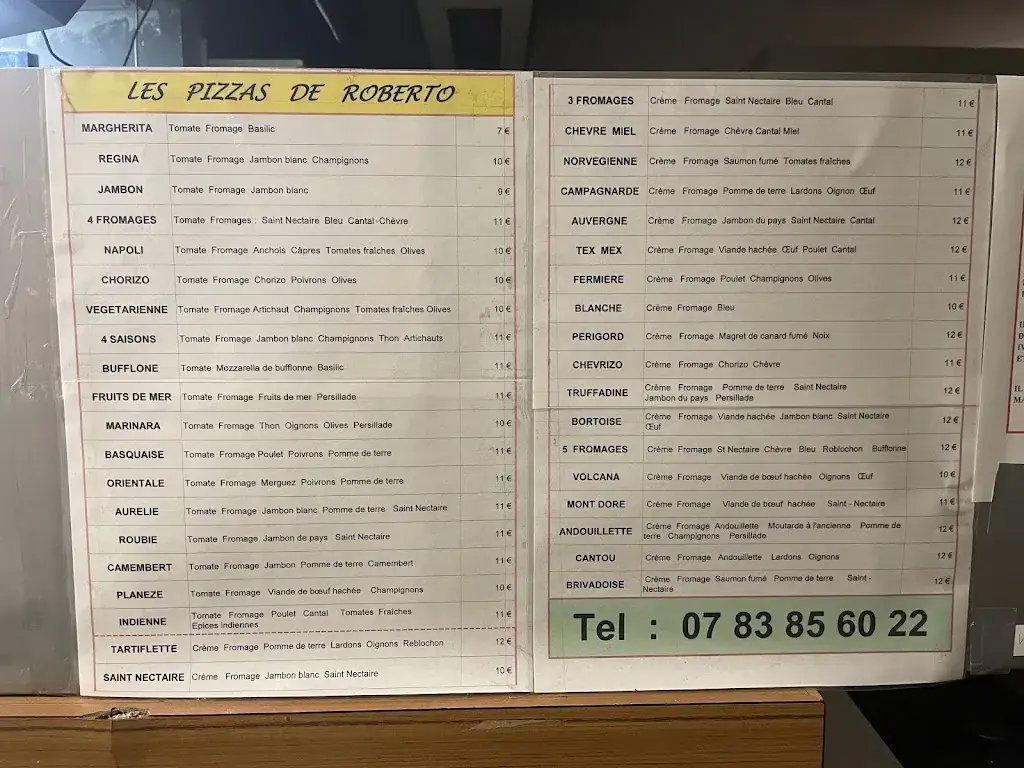 LES PIZZAS DE ROBERTO
MARGHERITA Tomate Fromage Basilic 7 €
REGINA Tomate Fromage Jambon blanc Champignons 10 €
JAMBON Tomate Fromage Jambon blanc 9 €
4 FROMAGES Tomate Fromages : Saint Nectaire Bleu Cantal-Chèvre 11 €
NAPOLI Tomate Fromage Anchois Câpres Tomates fraîches Olives 10 €
CHORIZO Tomate Fromage Chorizo Poivrons Olives 10 €
VEGETARIENNE Tomate Fromage Artichaut Champignons Tomates fraîches Olives 10 €
4 SAISONS Tomate Fromage Jambon blanc Champignons Thon Artichauts 11 €
BUFFLONE Tomate Mozzarella de bufflonne Basilic 11 €
FRUITS DE MER Tomate Fromage Fruits de mer Persillade 11 €
MARINARA Tomate Fromage Thon Oignons Olives Persillade 10 €
BASQUAISE Tomate Fromage Poulet Poivrons Pomme de terre 11 €
ORIENTALE Tomate Fromage Merguez Poivrons Pomme de terre 11 €
AURELIE Tomate Fromage Jambon blanc Pomme de terre Saint Nectaire 11 €
ROUBIE Tomate Fromage Jambon de pays Saint Nectaire 11 €
CAMEMBERT Tomate Fromage Jambon Pomme de terre Camembert 11 €
PLANEZE Tomate Fromage Viande de bœuf hachée Champignons 10 €
INDIENNE Tomate Fromage Poulet Cantal Tomates Fraîches 11 €
Epices indiennes
TARTIFLETTE Crème Fromage Pomme de terre Lardons Oignons Reblochon 12 €
SAINT NECTAIRE Crème Fromage Jambon blanc Saint Nectaire 10 €
3 FROMAGES Crème Fromage Saint Nectaire Bleu Cantal 11 €
CHEVRE MIEL Crème Fromage Chèvre Cantal Miel 11 €
NORVEGIENNE Crème Fromage Saumon fumé Tomates fraîches 12 €
CAMPAGNARDE Crème Fromage Pomme de terre Lardons Oignon Œuf 11 €
AUVERGNE Crème Fromage Jambon du pays Saint Nectaire Cantal 12 €
TEX MEX Crème Fromage Viande hachée Œuf Poulet Cantal 12 €
FERMIERE Crème Fromage Poulet Champignons Olives 11 €
BLANCHE Crème Fromage Bleu 10 €
PERIGORD Crème Fromage Magret de canard fumé Noix 12 €
CHEVRIZO Crème Fromage Chorizo Chèvre 11 €
TRUFFADINE Crème Fromage Pomme de terre Saint Nectaire 12 €
Jambon du pays Persillade
BORTOISE Crème Fromage Viande hachée Jambon blanc Saint Nectaire 12 €
Œuf
5 FROMAGES Crème Fromage St Nectaire Chèvre Bleu Roblochon Bufflonne 12 €
VOLCANA Crème Fromage Viande de bœuf hachée Oignons Œuf 10 €
MONT DORE Crème Fromage Viande de bœuf hachée Saint - Nectaire 11 €
ANDOUILLETTE Crème Fromage Andouillette Moutarde à l'ancienne Pomme de 12 €
terre Champignons Persillade
CANTOU Crème Fromage Andouillette Lardons Oignons 12 €
BRIVADOISE Crème Fromage Saumon fumé Pomme de terre Saint - 12 €
Nectaire
Tel : 07 83 85 60 22